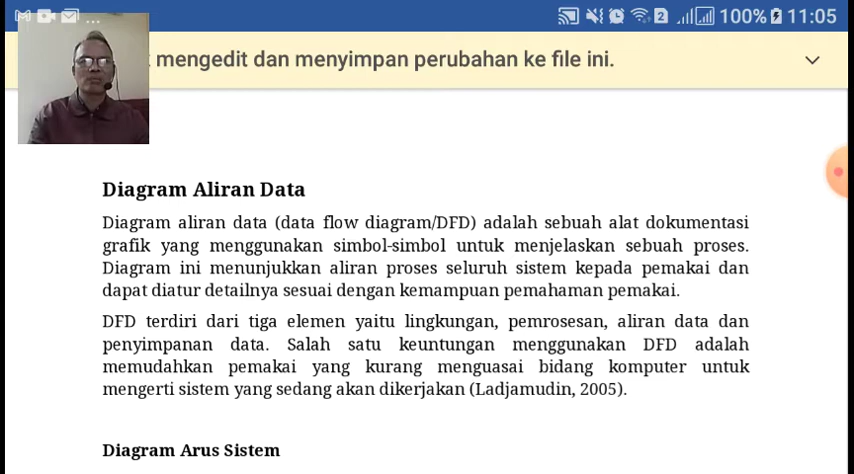 100% 11:05
mengedit dan menyimpan perubahan ke file ini.
Diagram Aliran Data
Diagram aliran data (data flow diagram/DFD) adalah sebuah alat dokumentasi
grafik yang menggunakan simbol-simbol untuk menjelaskan sebuah proses.
Diagram ini menunjukkan aliran proses seluruh sistem kepada pemakai dan
dapat diatur detailnya sesuai dengan kemampuan pemahaman pemakai.
DFD terdiri dari tiga elemen yaitu lingkungan, pemrosesan, aliran data dan
penyimpanan data. Salah satu keuntungan menggunakan DFD adalah
memudahkan pemakai yang kurang menguasai bidang komputer untuk
mengerti sistem yang sedang akan dikerjakan (Ladjamudin, 2005).
Diagram Arus Sistem